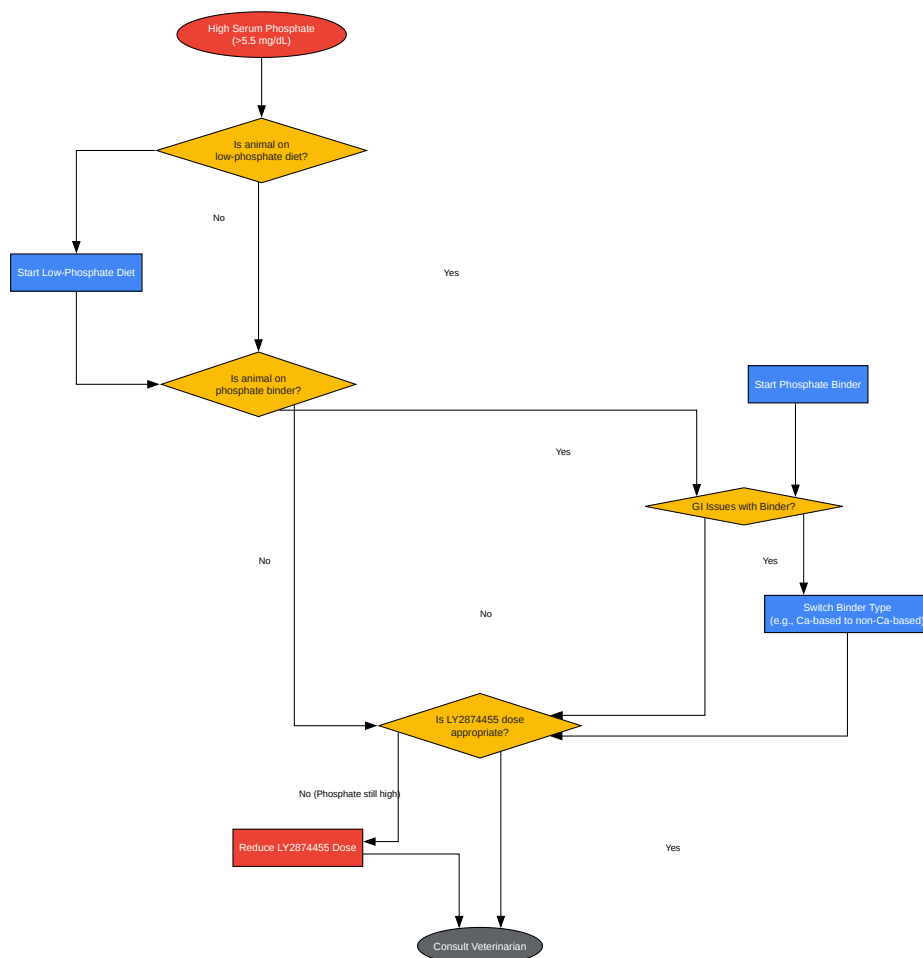 High Serum Phosphate
(>5.5 mg/dL)
Is animal on
low-phosphate diet?
No
Start Low-Phosphate Diet
Yes
Is animal on
phosphate binder?
Start Phosphate Binder
Yes
GI Issues with Binder?
No
Yes
Switch Binder Type
(e.g., Ca-based to non-Ca-based)
No
Is LY2874455 dose
appropriate?
No (Phosphate still high)
Reduce LY2874455 Dose
Yes
Consult Veterinarian